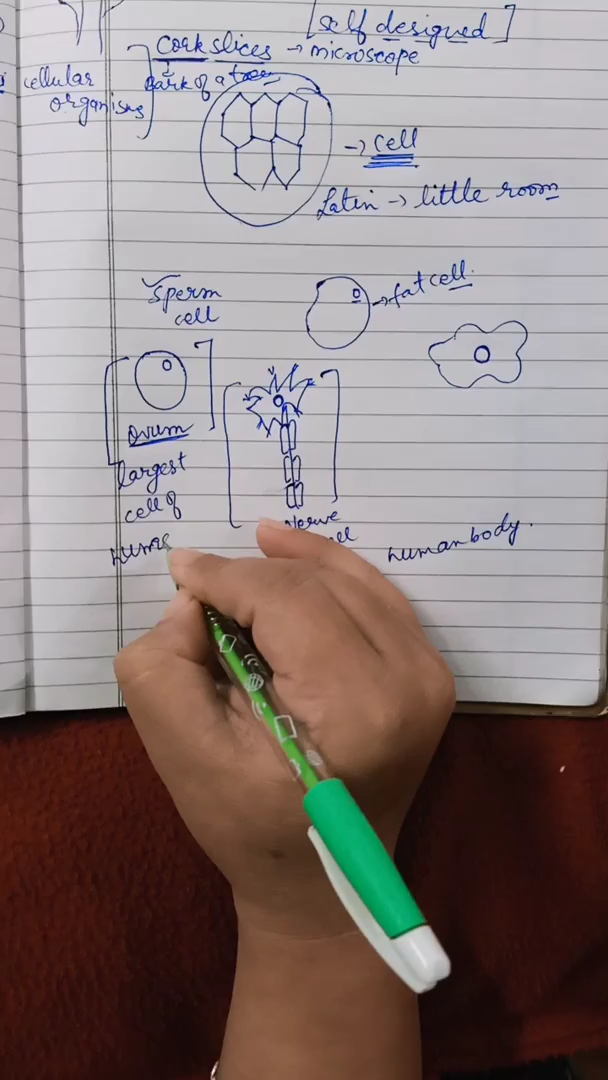 [self designed]
cork slices → microscope
bark of a tree
cellular
organisms
→ cell
Latin → little room
sperm
cell
→ fat cell.
ovum
largest
cell of
Nerve
human body.